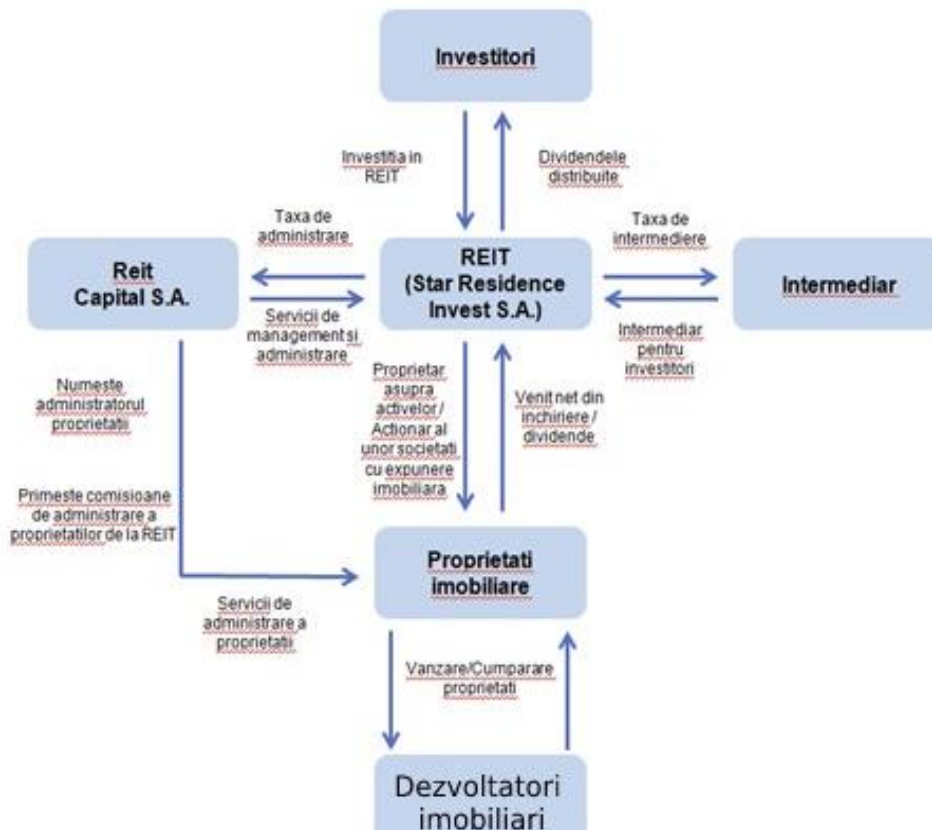 Investitori
Investitia in
REIT
Dividendele
distribuite
Taxa de
administrare
Taxa de
intermediere
Reit
Capital S.A.
REIT
(Star Residence
Invest S.A.)
Intermediar
Servicii de
management si
administrare
Intermediar
pentru
investitori
Numeste
administratorul
proprietatii
Proprietar
asupra
activelor /
Actionar al
unor societati
cu expunere
imobiliara
Venit net din
inchiriere /
dividende
Primeste comisioane
de administrare a
proprietatilor de la REIT
Proprietati
imobiliare
Servicii de
administrare a
proprietatii
Vanzare/Cumparare
proprietati
Dezvoltatori
imobiliari